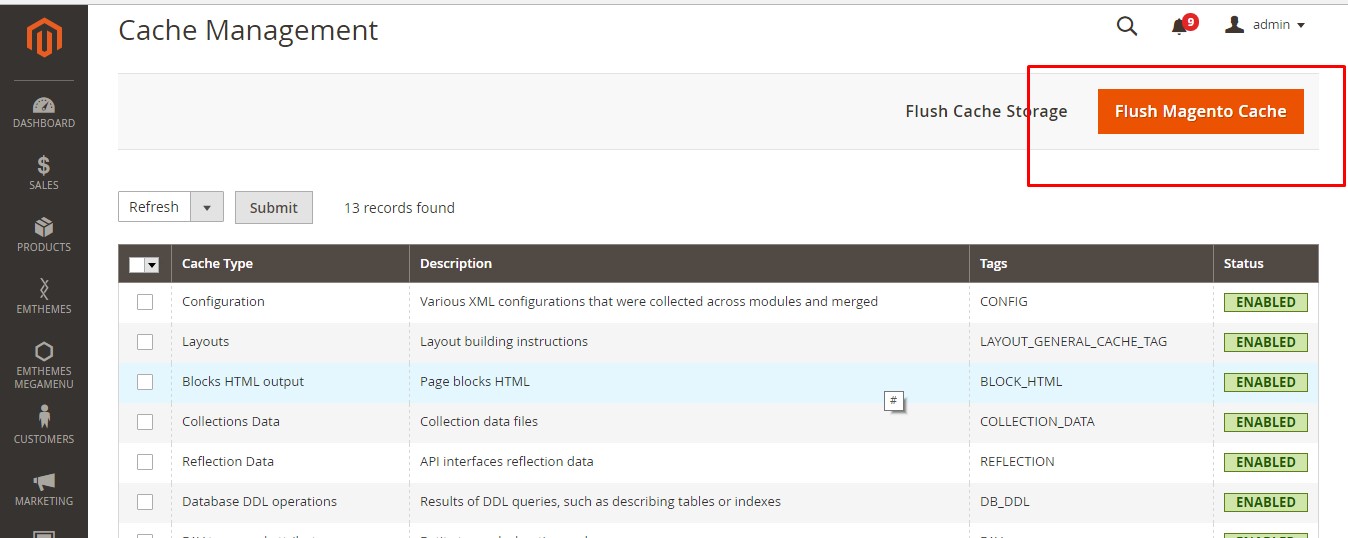 Cache Management
9
admin
Flush Cache Storage
Flush Magento Cache
DASHBOARD
SALES
PRODUCTS
EMTHEMES
EMTHEMES
MEGAMENU
CUSTOMERS
MARKETING
Refresh
Submit
13 records found
Cache Type Description Tags Status
Configuration Various XML configurations that were collected across modules and merged CONFIG ENABLED
Layouts Layout building instructions LAYOUT_GENERAL_CACHE_TAG ENABLED
Blocks HTML output Page blocks HTML BLOCK_HTML ENABLED
#
Collections Data Collection data files COLLECTION_DATA ENABLED
Reflection Data API interfaces reflection data REFLECTION ENABLED
Database DDL operations Results of DDL queries, such as describing tables or indexes DB_DDL ENABLED